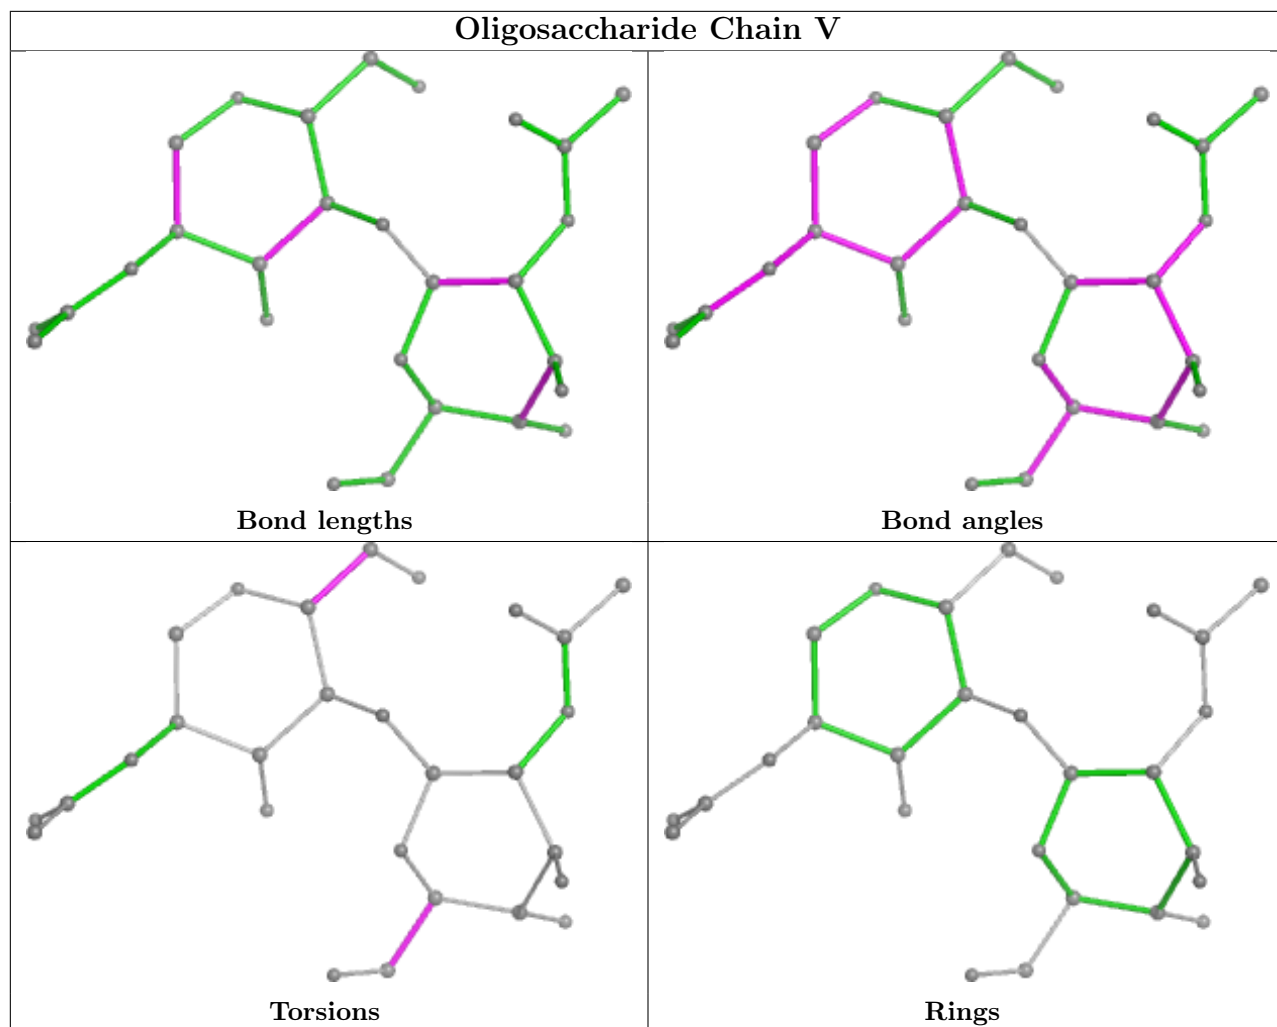 Oligosaccharide Chain V
Bond lengths
Bond angles
Torsions
Rings